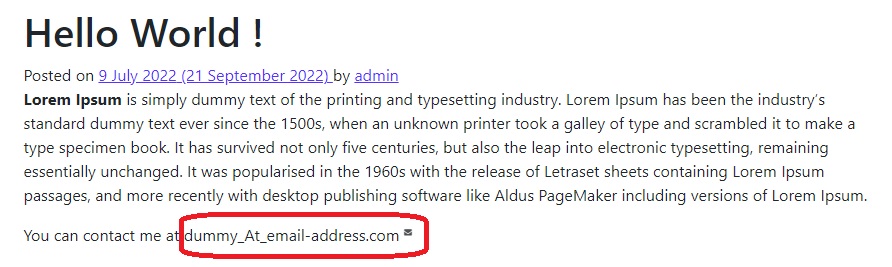 Hello World !
Posted on 9 July 2022 (21 September 2022) by admin
Lorem Ipsum is simply dummy text of the printing and typesetting industry. Lorem Ipsum has been the industry's
standard dummy text ever since the 1500s, when an unknown printer took a galley of type and scrambled it to make a
type specimen book. It has survived not only five centuries, but also the leap into electronic typesetting, remaining
essentially unchanged. It was popularised in the 1960s with the release of Letraset sheets containing Lorem Ipsum
passages, and more recently with desktop publishing software like Aldus PageMaker including versions of Lorem Ipsum.
You can contact me at dummy_At_email-address.com